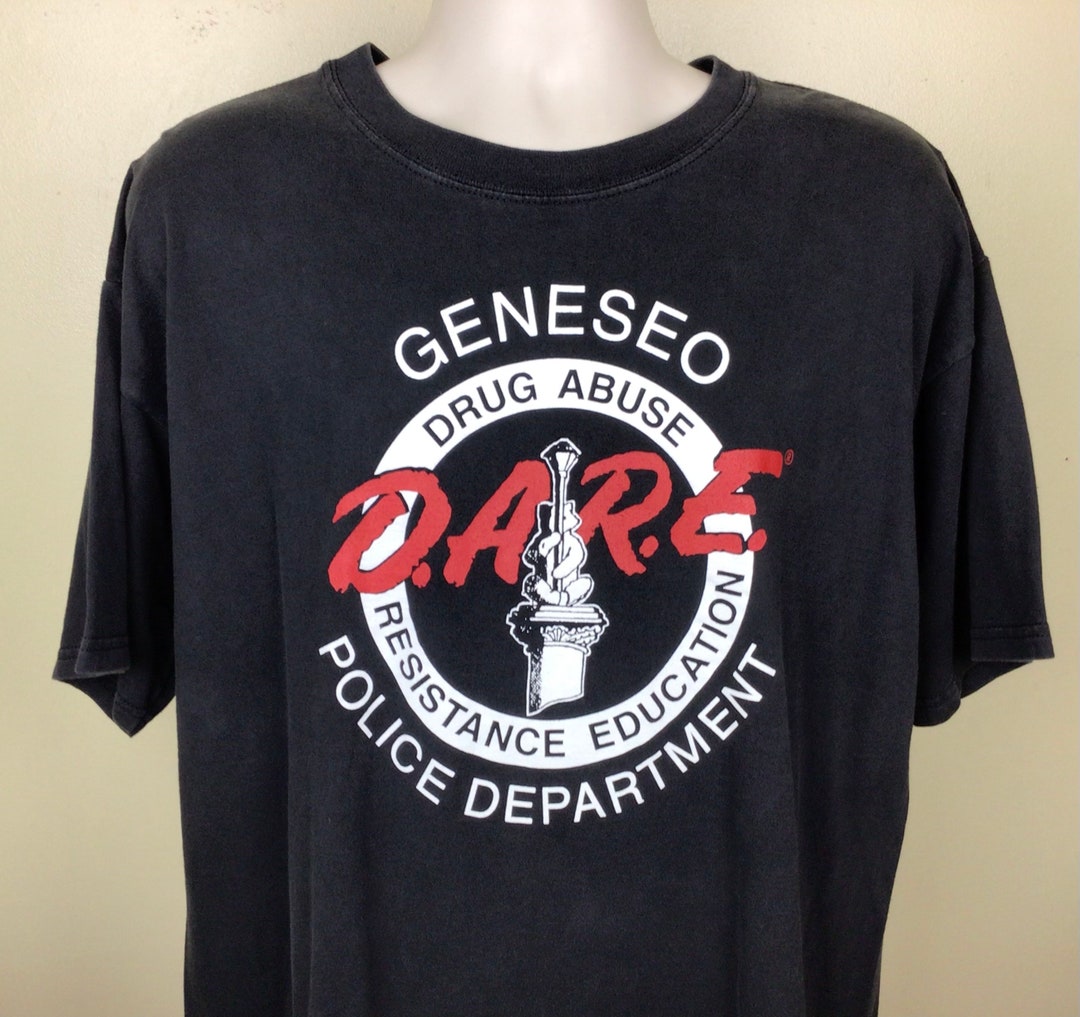 GENESEO
DRUG ABUSE
D.A.R.E.®
RESISTANCE EDUCATION
POLICE DEPARTMENT